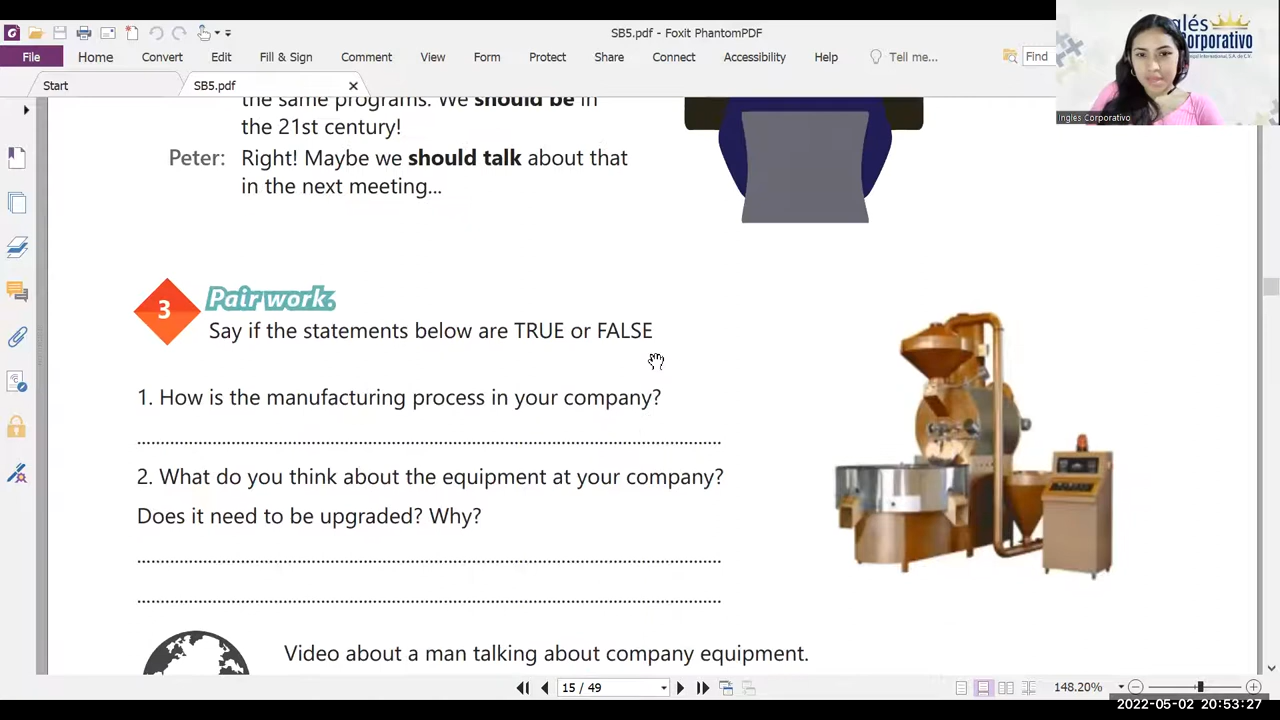 SB5.pdf - Foxit PhantomPDF
File Home Convert Edit Fill & Sign Comment View Form Protect Share Connect Accessibility Help Tell me... Find
Start SB5.pdf
the same programs. We should be in
the 21st century!
Peter: Right! Maybe we should talk about that
in the next meeting...
3 Pair work.
Say if the statements below are TRUE or FALSE
1. How is the manufacturing process in your company?
2. What do you think about the equipment at your company?
Does it need to be upgraded? Why?
Video about a man talking about company equipment.
15 / 49
148.20%
2022-05-02 20:53:27
glés
Corporativo
Ingles Corporativo